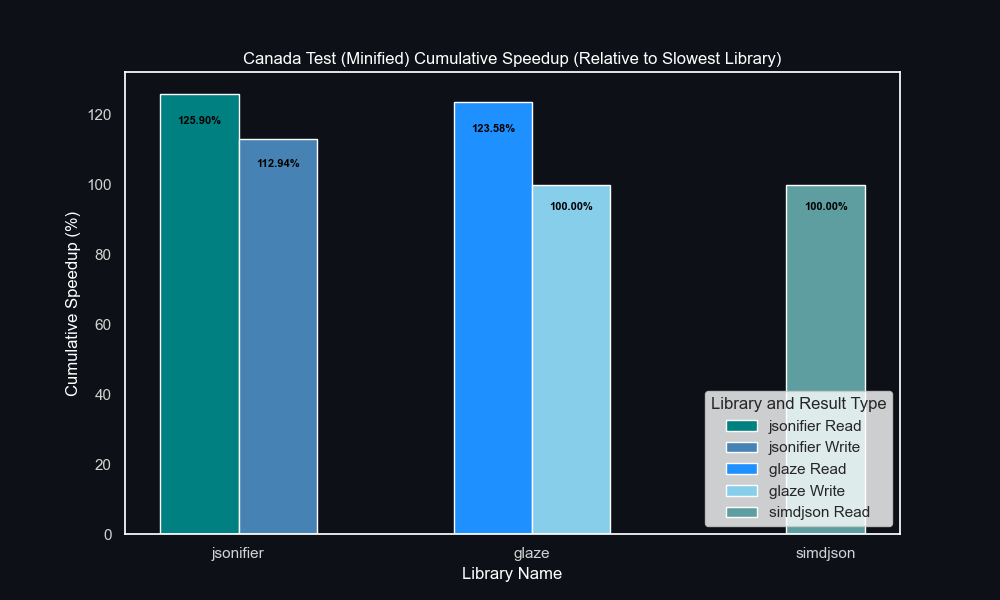 Canada Test (Minified) Cumulative Speedup (Relative to Slowest Library)
Cumulative Speedup (%)
120
100
80
60
40
20
0
125.90%
112.94%
123.58%
100.00%
100.00%
Library and Result Type
jsonifier Read
jsonifier Write
glaze Read
glaze Write
simdjson Read
jsonifier
glaze
simdjson
Library Name